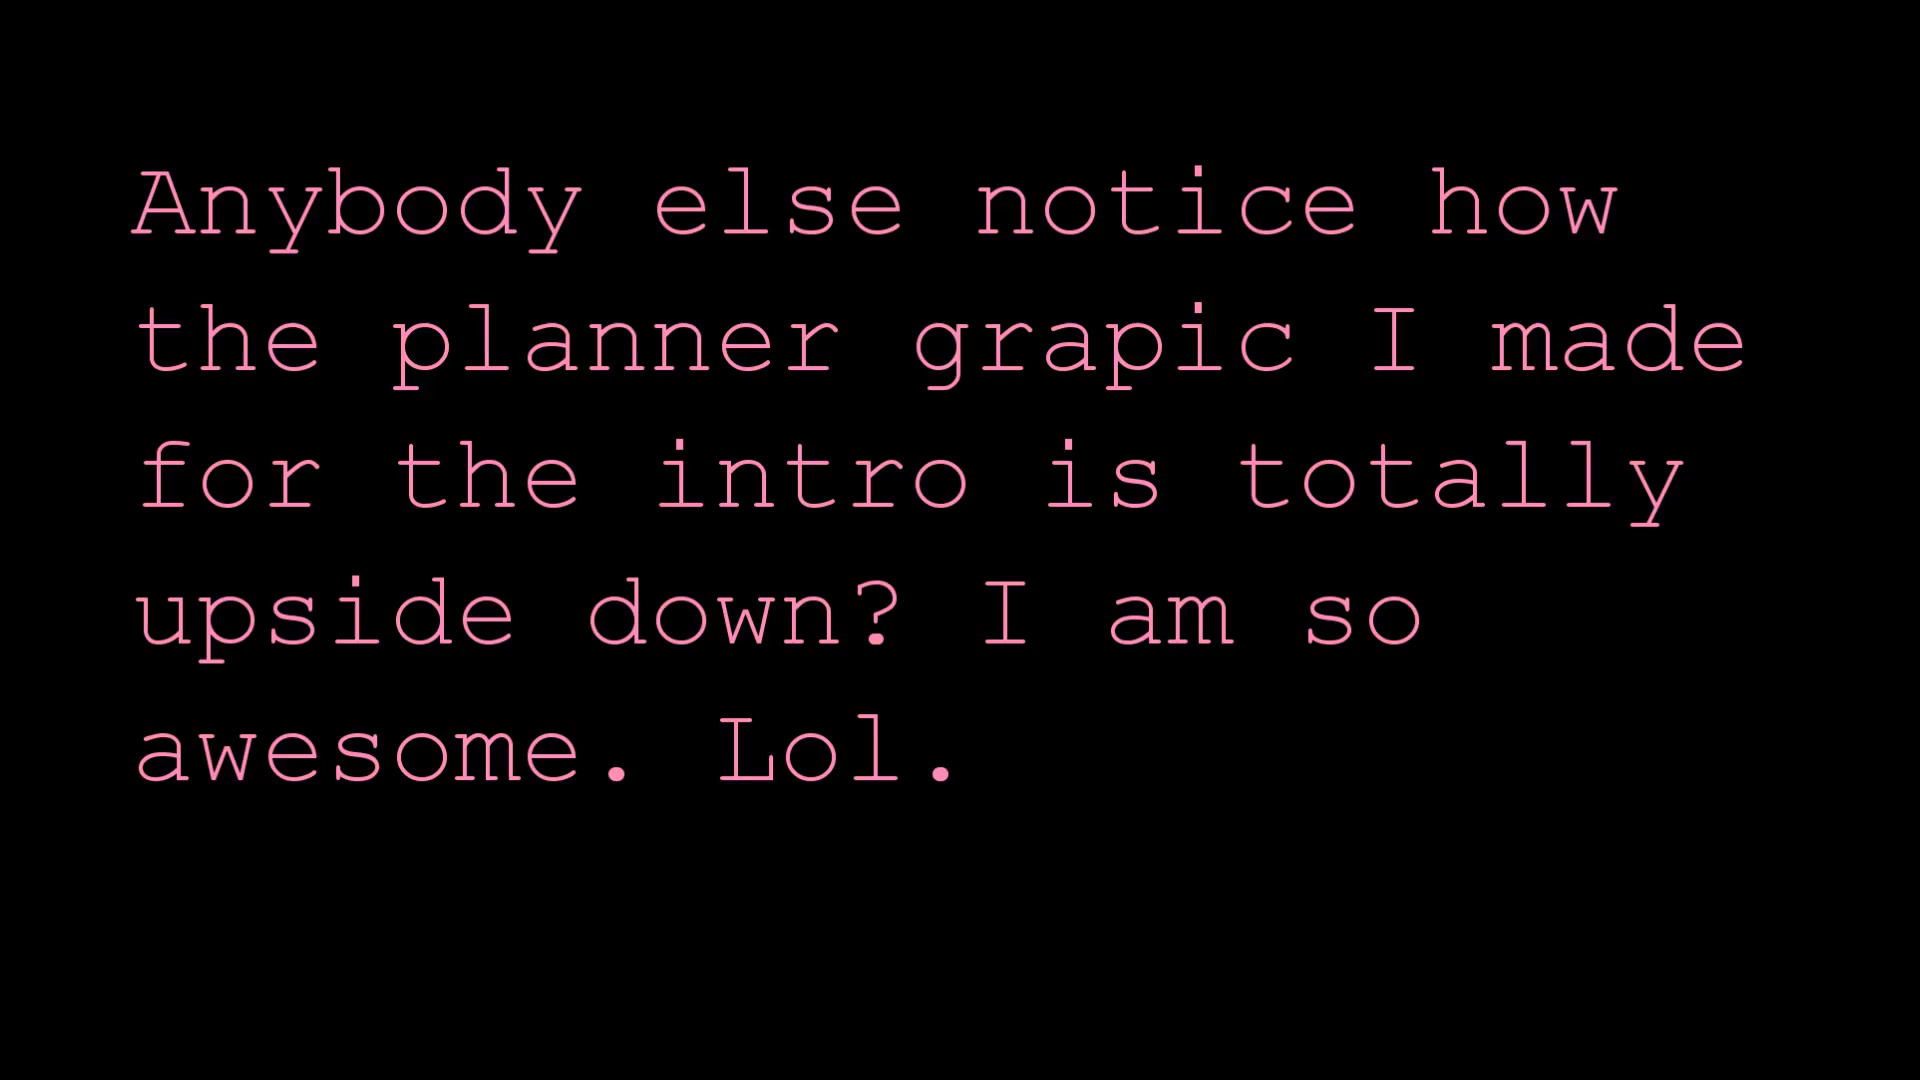 Anybody else notice how
the planner grapic I made
for the intro is totally
upside down? I am so
awesome. Lol.